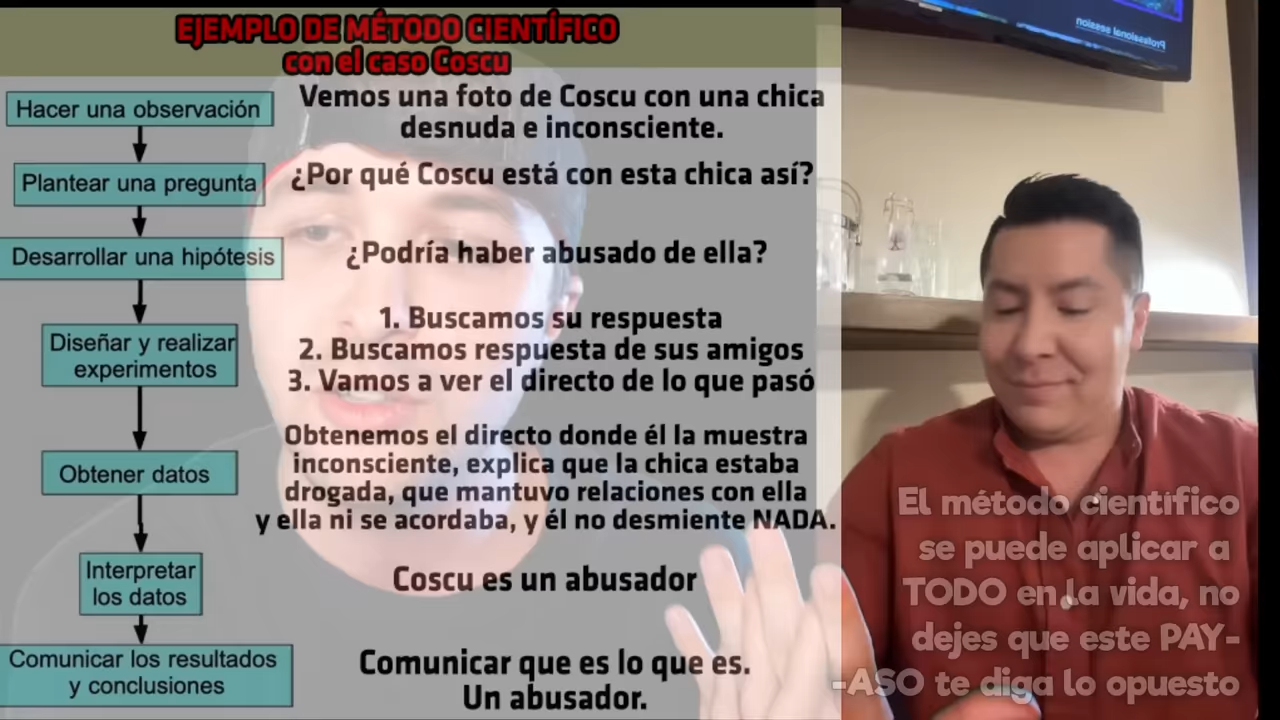 EJEMPLO DE MÉTODO CIENTÍFICO
con el caso Coscu
Hacer una observación
Vemos una foto de Coscu con una chica
desnuda e inconsciente.
Plantear una pregunta
¿Por qué Coscu está con esta chica así?
Desarrollar una hipótesis
¿Podría haber abusado de ella?
Diseñar y realizar
experimentos
1. Buscamos su respuesta
2. Buscamos respuesta de sus amigos
3. Vamos a ver el directo de lo que pasó
Obtener datos
Obtenemos el directo donde él la muestra
inconsciente, explica que la chica estaba
drogada, que mantuvo relaciones con ella
y ella ni se acordaba, y él no desmiente NADA.
Interpretar
los datos
Coscu es un abusador
Comunicar los resultados
y conclusiones
Comunicar que es lo que es.
Un abusador.
Professional session
El método científico
se puede aplicar a
TODO en la vida, no
dejes que este PAY-
-ASO te diga lo opuesto